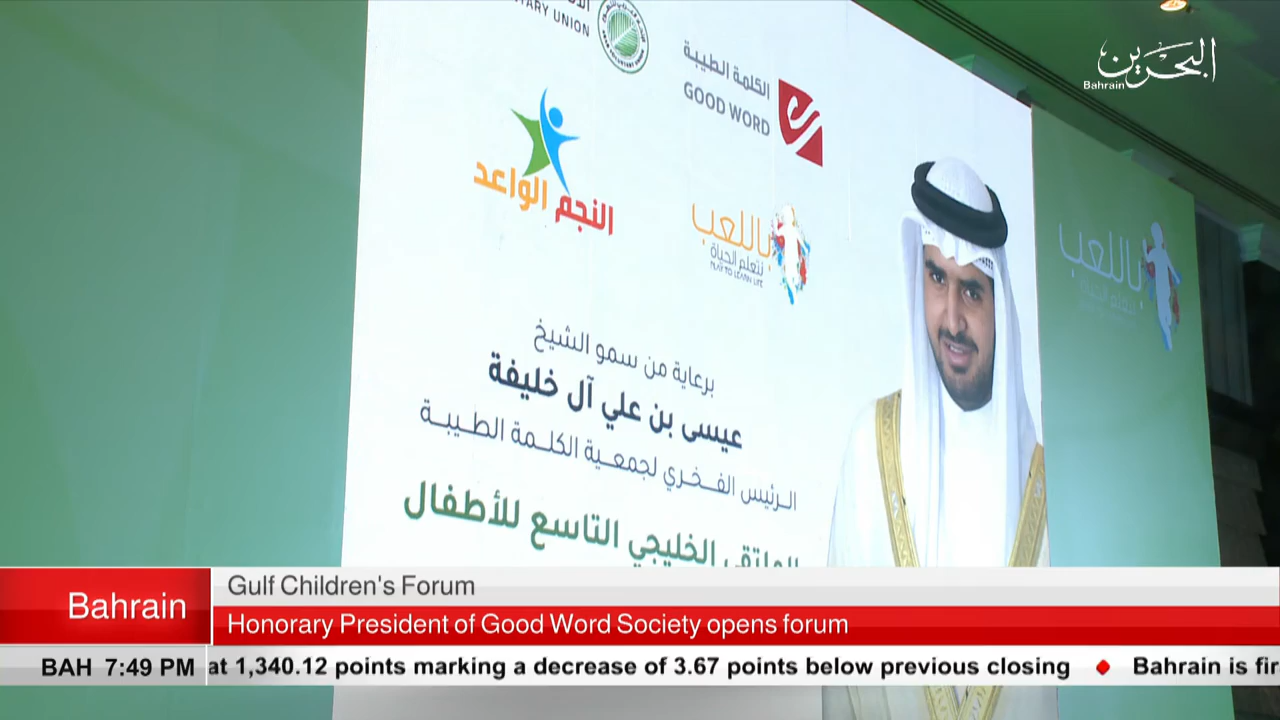 TARY UNION
الكلمة الطيبة
GOOD WORD
البحرين
Bahrain
النجم الواعد
باللعب
نتعلم الحياة
PLAY TO LEARN LIFE
باللعب
نتعلم الحياة
برعاية من سمو الشيخ
عيسى بن علي آل خليفة
الرئيس الفخري لجمعية الكلمة الطيبة
الملتقى الخليجي التاسع للأطفال
Bahrain
Gulf Children's Forum
Honorary President of Good Word Society opens forum
BAH 7:49 PM
at 1,340.12 points marking a decrease of 3.67 points below previous closing
Bahrain is fir